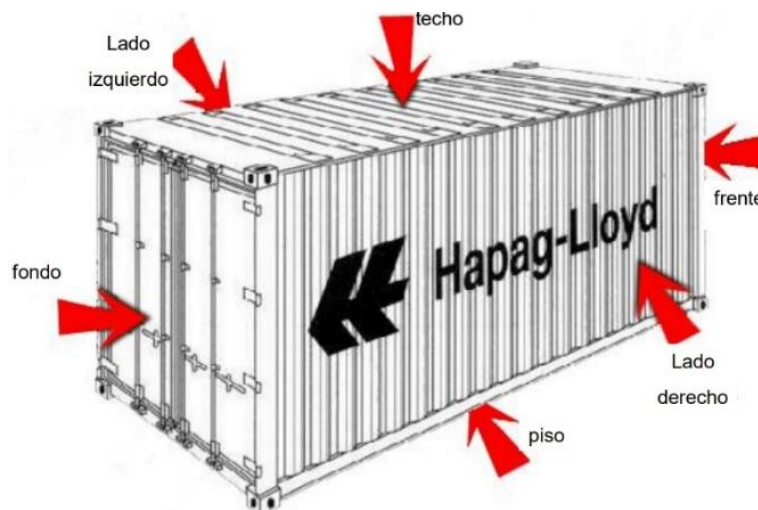 techo
Lado
izquierdo
frente
Hapag-Lloyd
fondo
Lado
derecho
piso